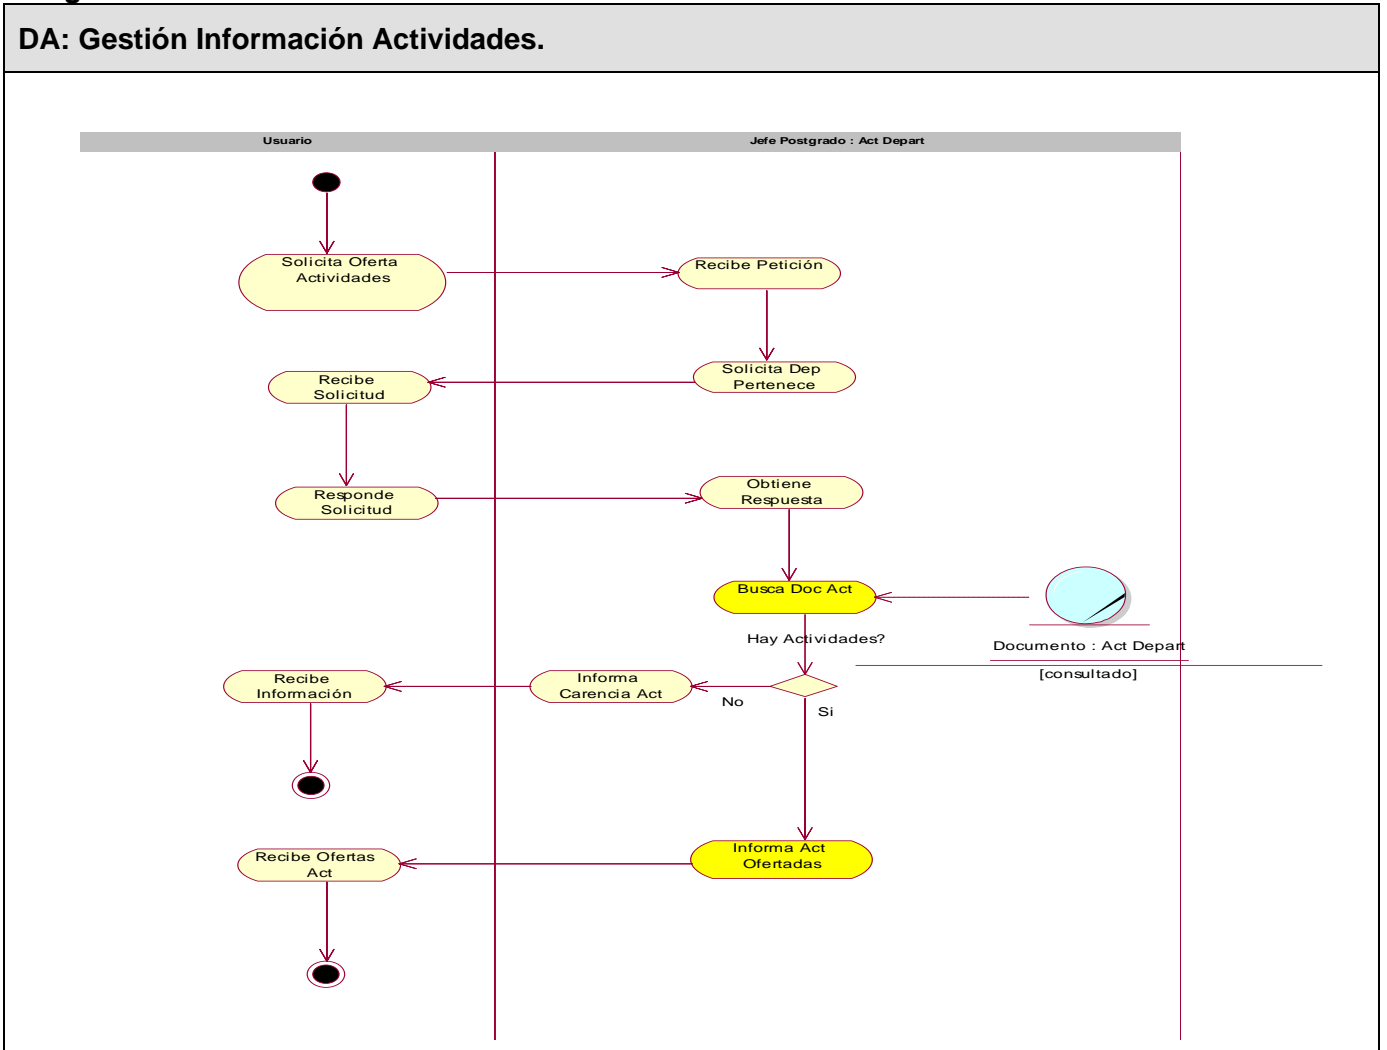 DA: Gestión Información Actividades.
Usuario
Jefe Postgrado : Act Depart
Solicita Oferta
Actividades
Recibe Petición
Solicita Dep
Pertenece
Recibe
Solicitud
Responde
Solicitud
Obtiene
Respuesta
Busca Doc Act
Hay Actividades?
Documento : Act Depart
[consultado]
Recibe
Información
Informa
Carencia Act
No
Si
Informa Act
Ofertadas
Recibe Ofertas
Act